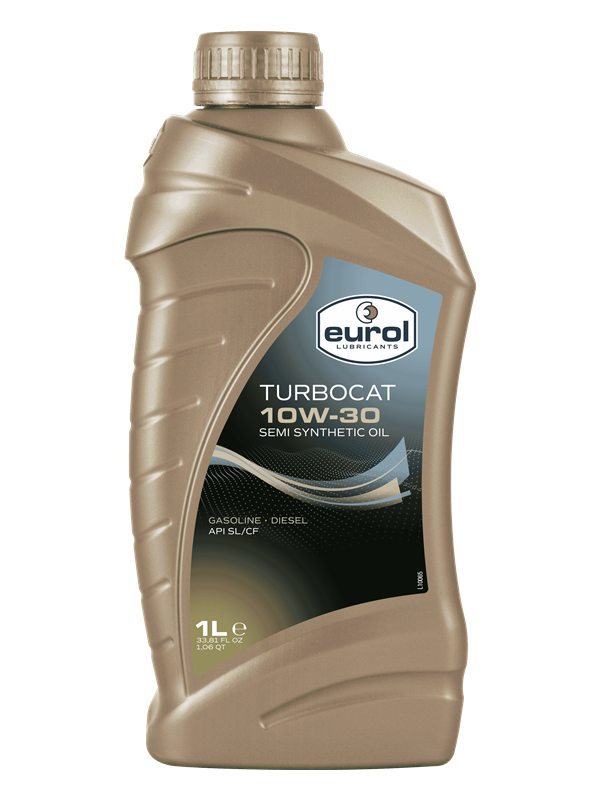 eurol
LUBRICANTS
TURBOCAT
10W-30
SEMI SYNTHETIC OIL
GASOLINE • DIESEL
API SL/CF
L10085
1L e
33,81 FL OZ
1,06 QT